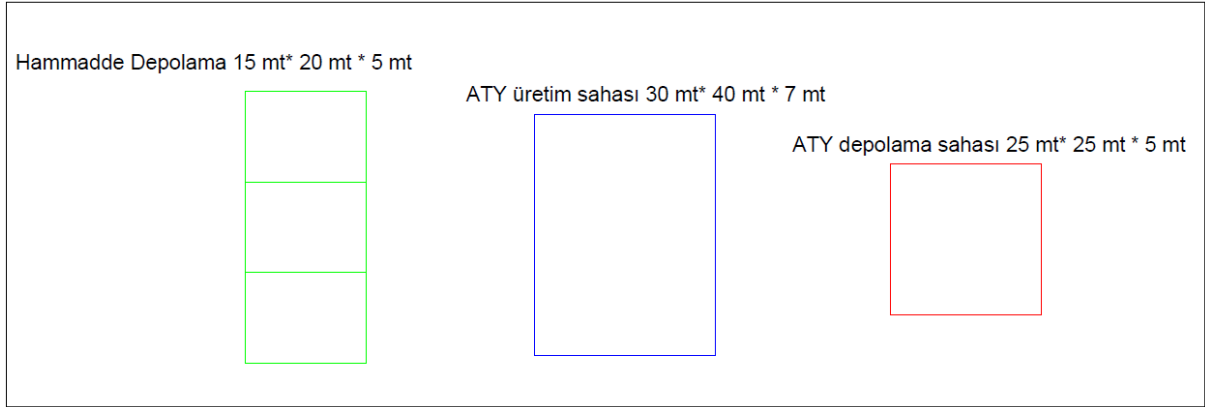 Hammadde Depolama 15 mt* 20 mt * 5 mt
ATY üretim sahası 30 mt* 40 mt * 7 mt
ATY depolama sahası 25 mt* 25 mt * 5 mt